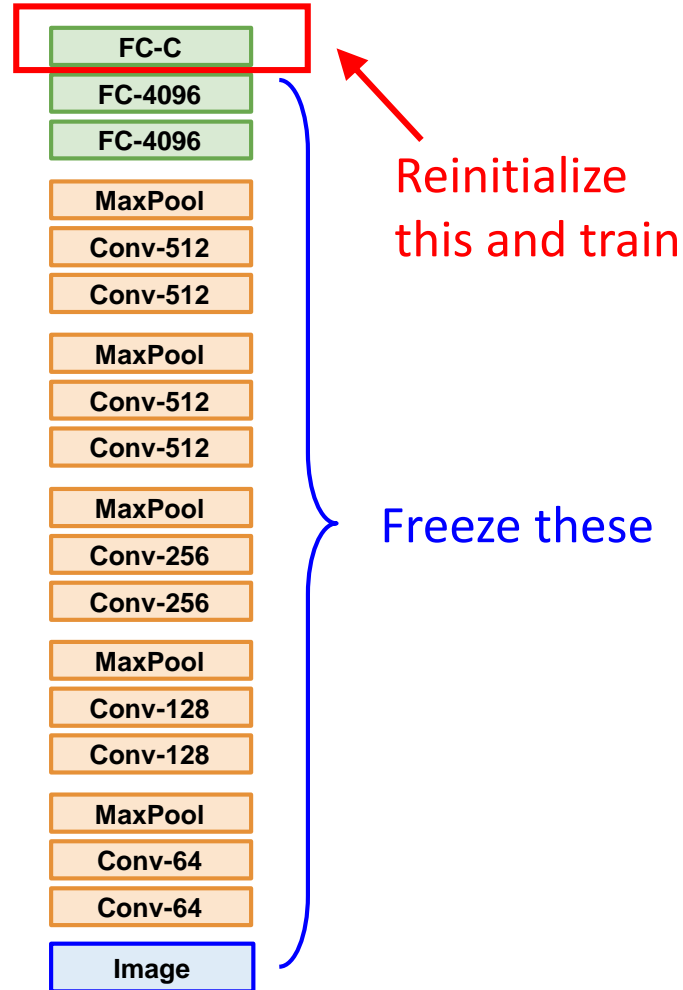 FC-C
FC-4096
FC-4096
MaxPool
Conv-512
Conv-512
MaxPool
Conv-512
Conv-512
MaxPool
Conv-256
Conv-256
MaxPool
Conv-128
Conv-128
MaxPool
Conv-64
Conv-64
Image
Reinitialize
this and train
Freeze these